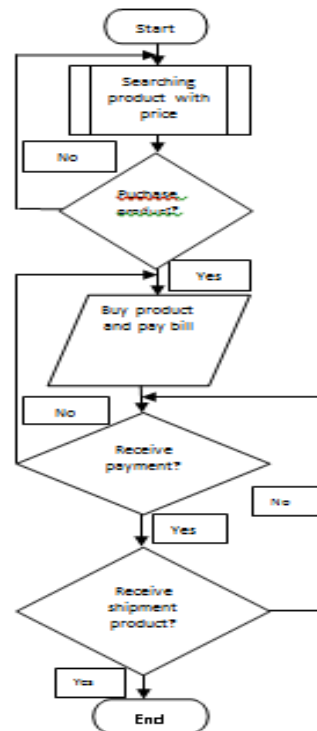 Start
Searching
product with
price
No
Puchase
product?
Yes
Buy product
and pay bill
No
Receive
payment?
No
Yes
Receive
shipment
product?
Yes
End